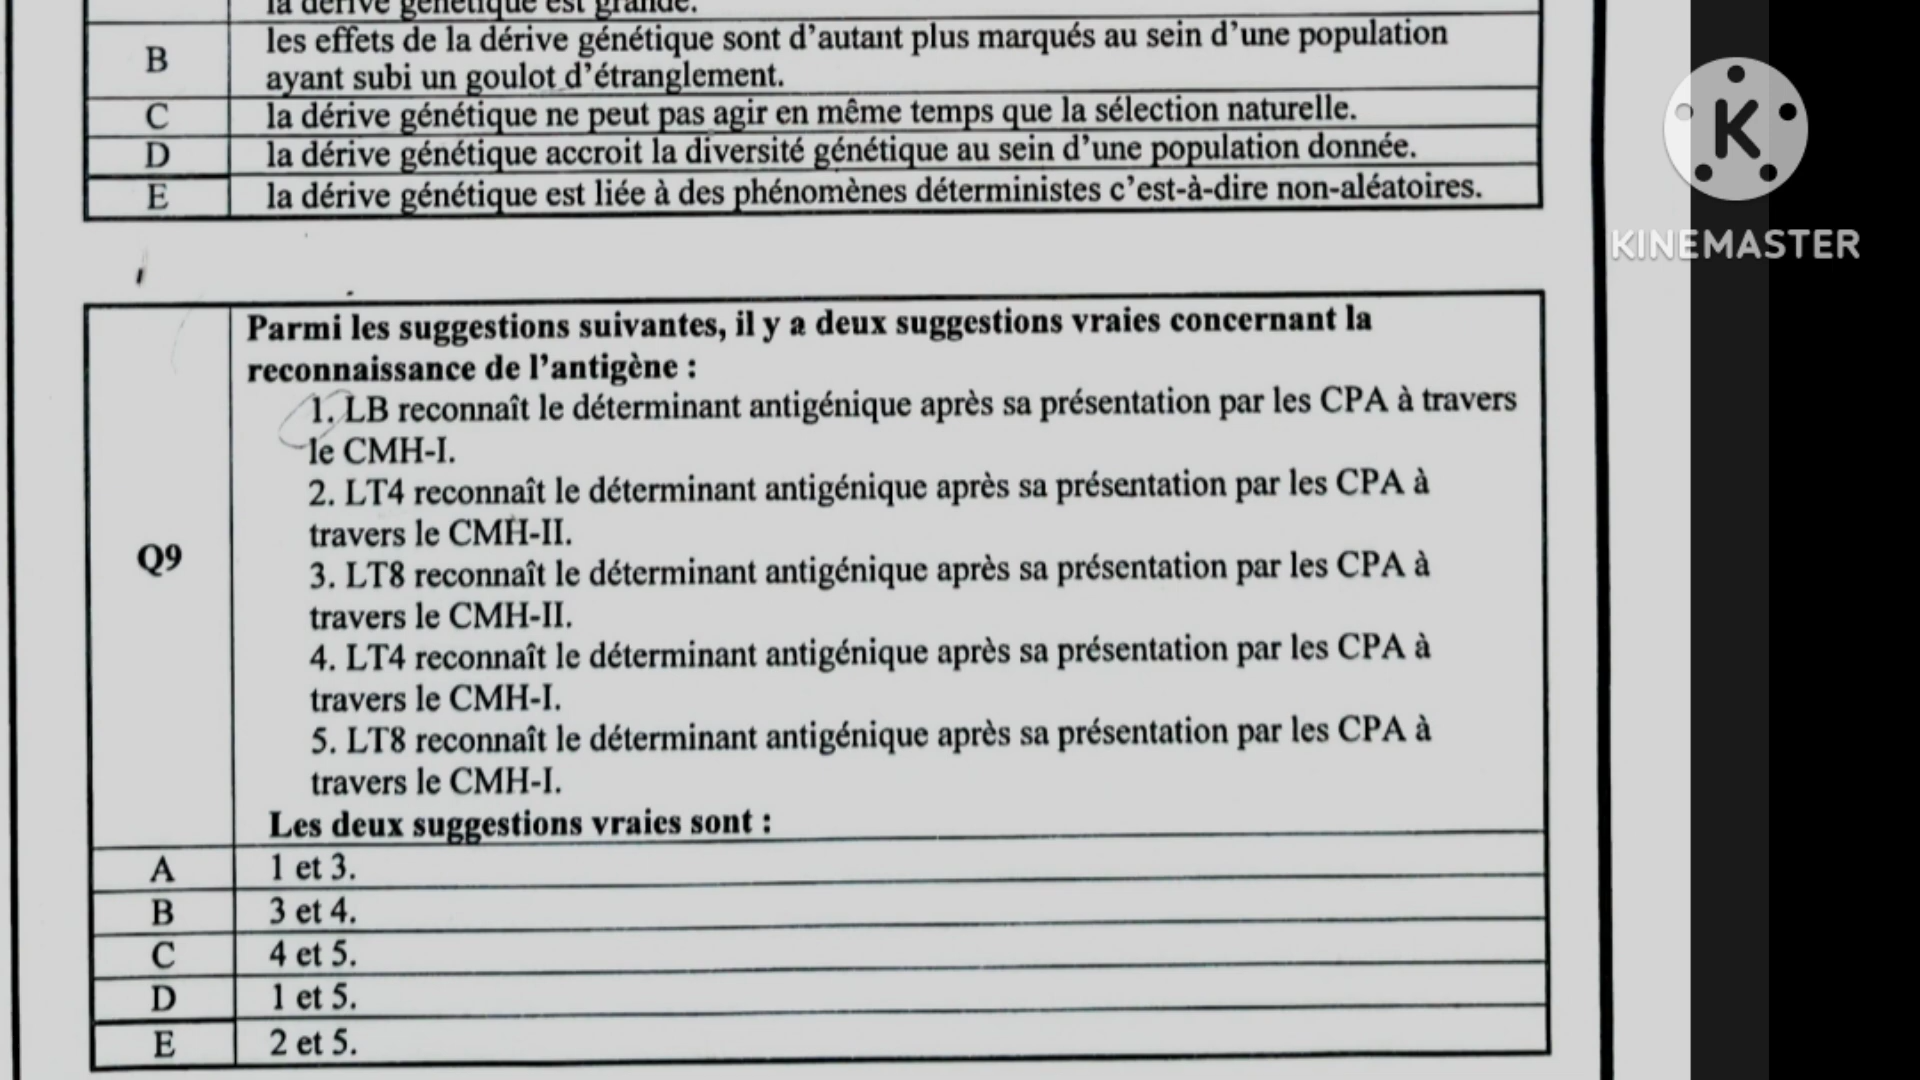 la dérive génétique est grande.
B
les effets de la dérive génétique sont d'autant plus marqués au sein d'une population
ayant subi un goulot d'étranglement.
C
la dérive génétique ne peut pas agir en même temps que la sélection naturelle.
D
la dérive génétique accroit la diversité génétique au sein d'une population donnée.
E
la dérive génétique est liée à des phénomènes déterministes c'est-à-dire non-aléatoires.
K
KINEMASTER
Q9
Parmi les suggestions suivantes, il y a deux suggestions vraies concernant la
reconnaissance de l'antigène :
1. LB reconnaît le déterminant antigénique après sa présentation par les CPA à travers
le CMH-I.
2. LT4 reconnaît le déterminant antigénique après sa présentation par les CPA à
travers le CMH-II.
3. LT8 reconnaît le déterminant antigénique après sa présentation par les CPA à
travers le CMH-II.
4. LT4 reconnaît le déterminant antigénique après sa présentation par les CPA à
travers le CMH-I.
5. LT8 reconnaît le déterminant antigénique après sa présentation par les CPA à
travers le CMH-I.
Les deux suggestions vraies sont :
A
1 et 3.
B
3 et 4.
C
4 et 5.
D
1 et 5.
E
2 et 5.